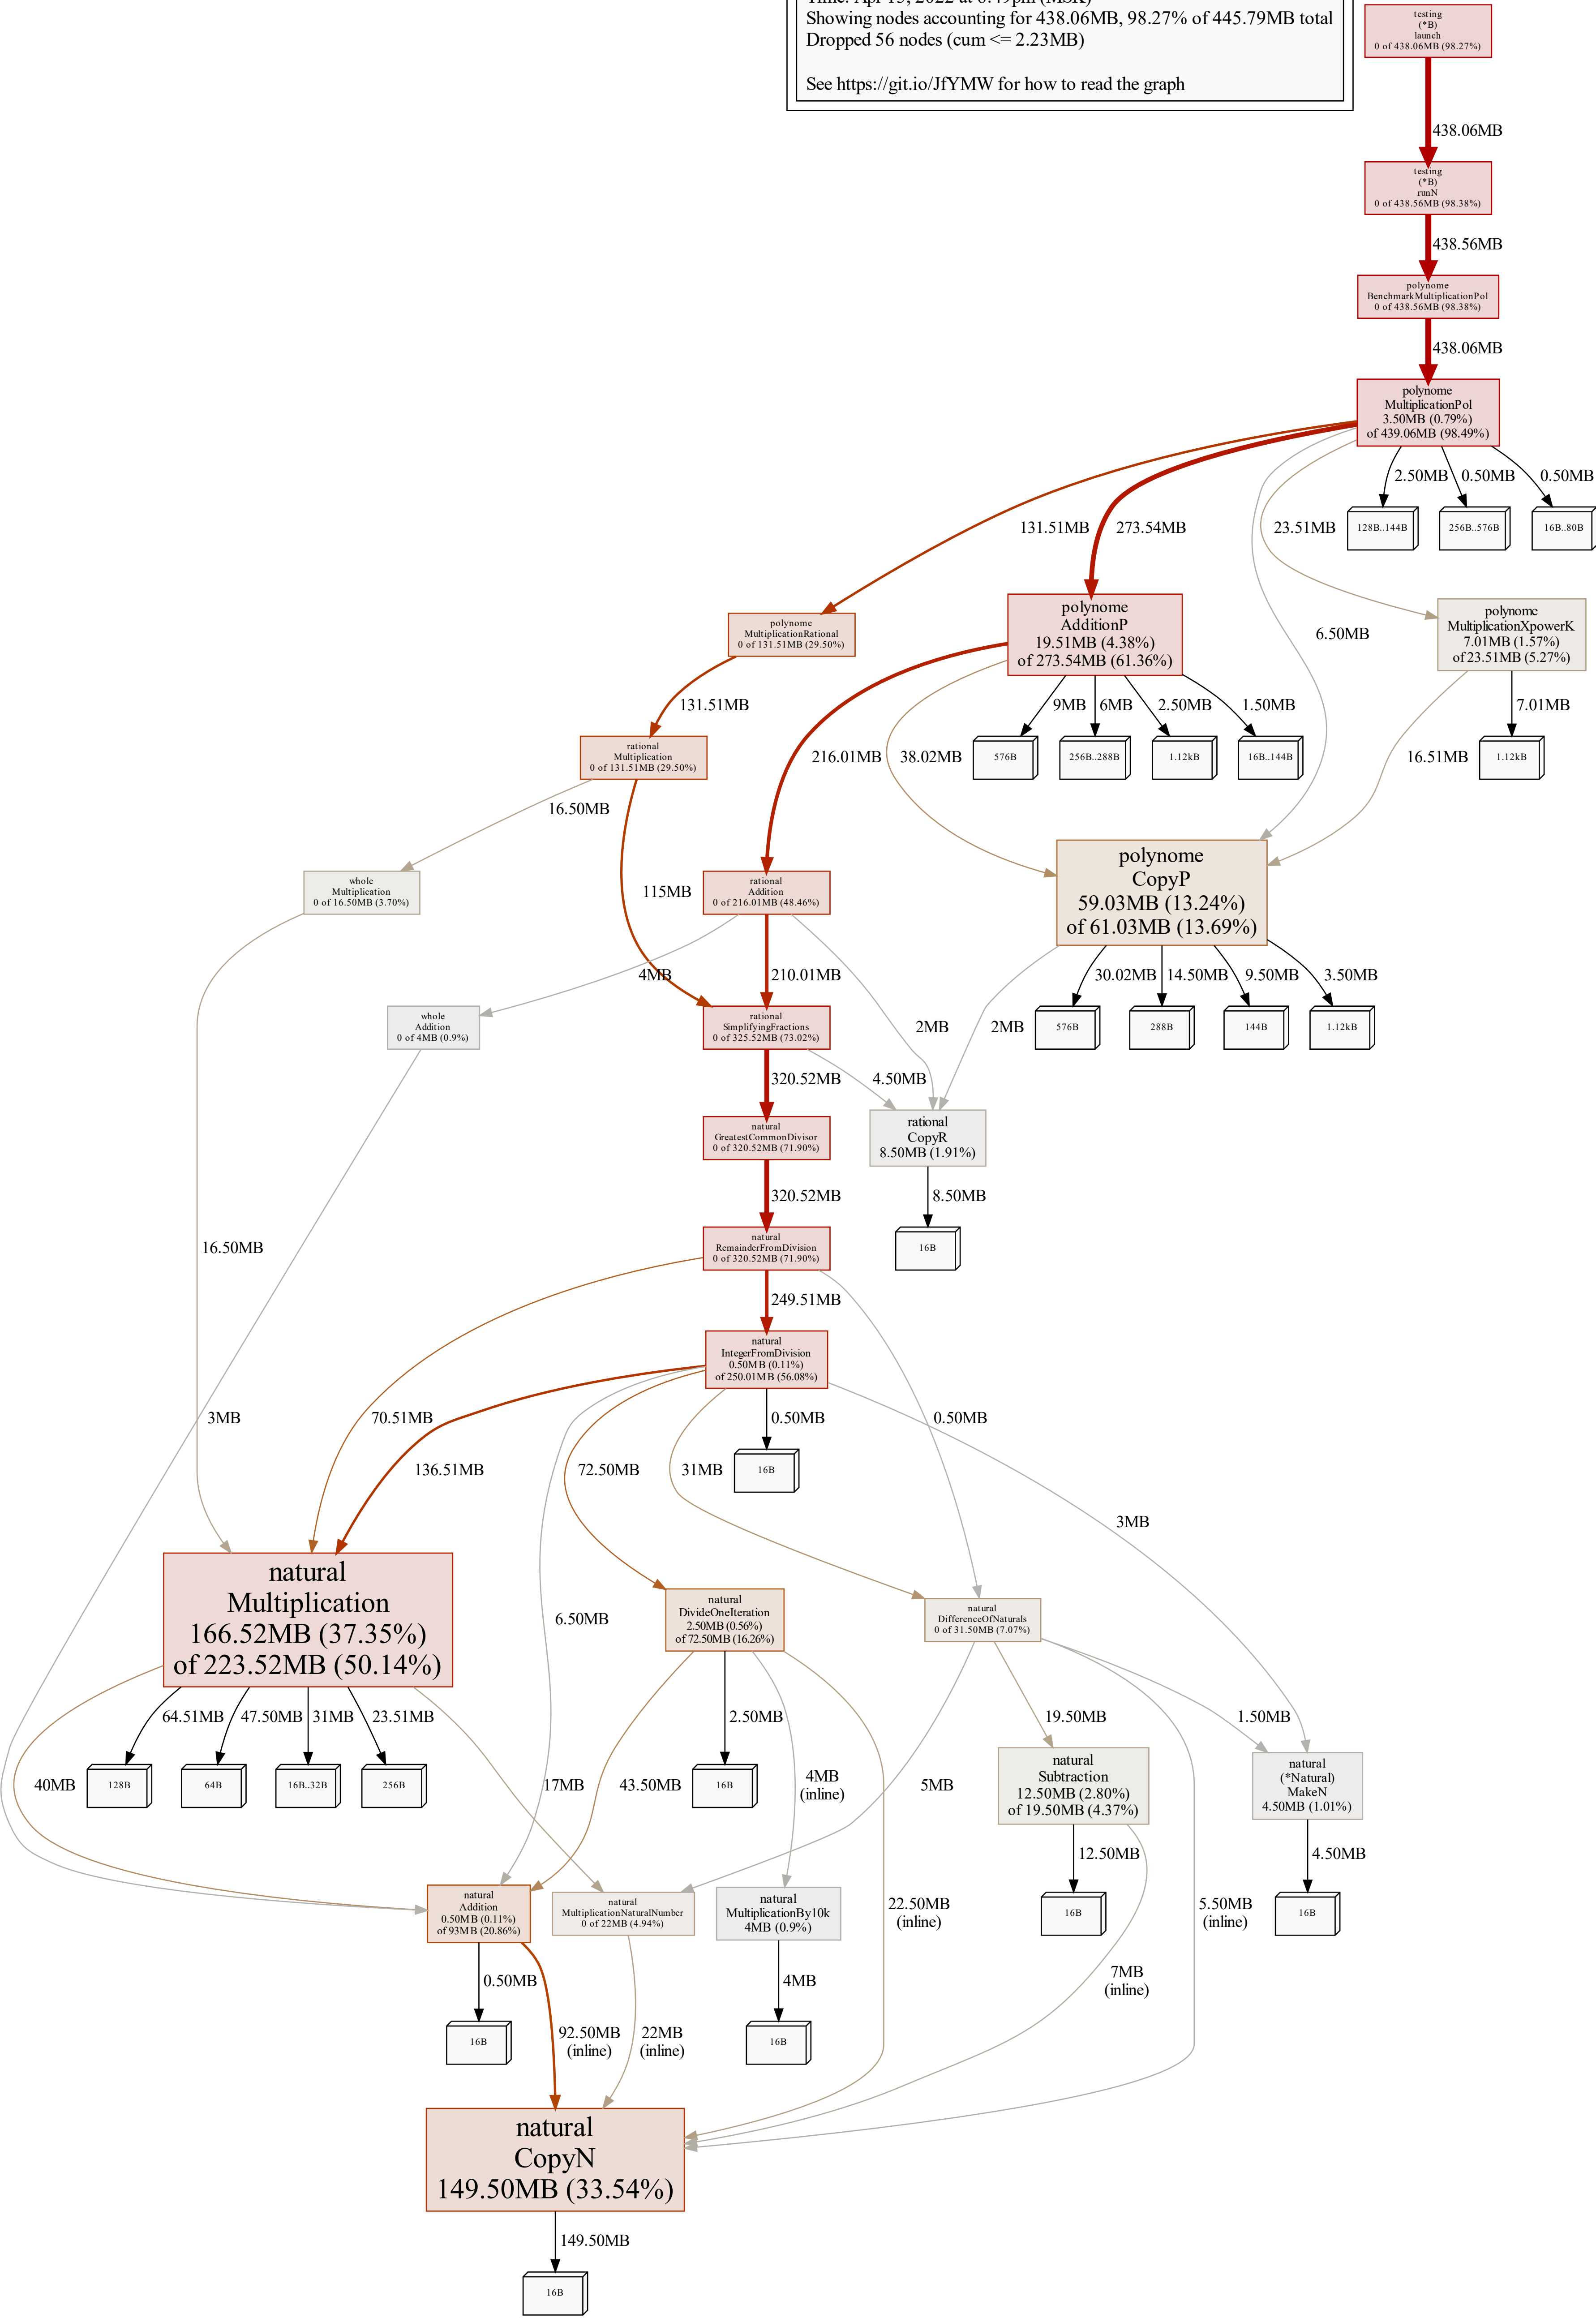 Time: Apr 13, 2022 at 6:49pm (MSK)
Showing nodes accounting for 438.06MB, 98.27% of 445.79MB total
Dropped 56 nodes (cum <= 2.23MB)
See https://git.io/JfYMW for how to read the graph
testing
(*B)
launch
0 of 438.06MB (98.27%)
438.06MB
testing
(*B)
runN
0 of 438.56MB (98.38%)
438.56MB
polynome
BenchmarkMultiplicationPol
0 of 438.56MB (98.38%)
438.06MB
polynome
MultiplicationPol
3.50MB (0.79%)
of 439.06MB (98.49%)
2.50MB
0.50MB
0.50MB
128B..144B
256B..576B
16B..80B
131.51MB
273.54MB
6.50MB
23.51MB
polynome
MultiplicationRational
0 of 131.51MB (29.50%)
polynome
AdditionP
19.51MB (4.38%)
of 273.54MB (61.36%)
polynome
MultiplicationXpowerK
7.01MB (1.57%)
of 23.51MB (5.27%)
131.51MB
9MB
6MB
2.50MB
1.50MB
7.01MB
rational
Multiplication
0 of 131.51MB (29.50%)
216.01MB
38.02MB
576B
256B..288B
1.12kB
16B..144B
16.51MB
1.12kB
16.50MB
115MB
whole
Multiplication
0 of 16.50MB (3.70%)
rational
Addition
0 of 216.01MB (48.46%)
polynome
CopyP
59.03MB (13.24%)
of 61.03MB (13.69%)
4MB
210.01MB
2MB
2MB
30.02MB
14.50MB
9.50MB
3.50MB
576B
288B
144B
1.12kB
whole
Addition
0 of 4MB (0.9%)
rational
SimplifyingFractions
0 of 325.52MB (73.02%)
320.52MB
4.50MB
natural
GreatestCommonDivisor
0 of 320.52MB (71.90%)
rational
CopyR
8.50MB (1.91%)
320.52MB
8.50MB
16B
natural
RemainderFromDivision
0 of 320.52MB (71.90%)
16.50MB
249.51MB
natural
IntegerFromDivision
0.50MB (0.11%)
of 250.01MB (56.08%)
3MB
70.51MB
136.51MB
6.50MB
72.50MB
31MB
0.50MB
16B
0.50MB
3MB
natural
Multiplication
166.52MB (37.35%)
of 223.52MB (50.14%)
natural
DivideOneIteration
2.50MB (0.56%)
of 72.50MB (16.26%)
natural
DifferenceOfNaturals
0 of 31.50MB (7.07%)
40MB
64.51MB
47.50MB
31MB
23.51MB
128B
64B
16B..32B
256B
17MB
43.50MB
2.50MB
16B
4MB
(inline)
22.50MB
(inline)
5MB
19.50MB
5.50MB
(inline)
1.50MB
natural
Subtraction
12.50MB (2.80%)
of 19.50MB (4.37%)
natural
(*Natural)
MakeN
4.50MB (1.01%)
12.50MB
16B
7MB
(inline)
4.50MB
16B
natural
Addition
0.50MB (0.11%)
of 93MB (20.86%)
natural
MultiplicationNaturalNumber
0 of 22MB (4.94%)
natural
MultiplicationBy10k
4MB (0.9%)
0.50MB
16B
92.50MB
(inline)
22MB
(inline)
4MB
16B
natural
CopyN
149.50MB (33.54%)
149.50MB
16B